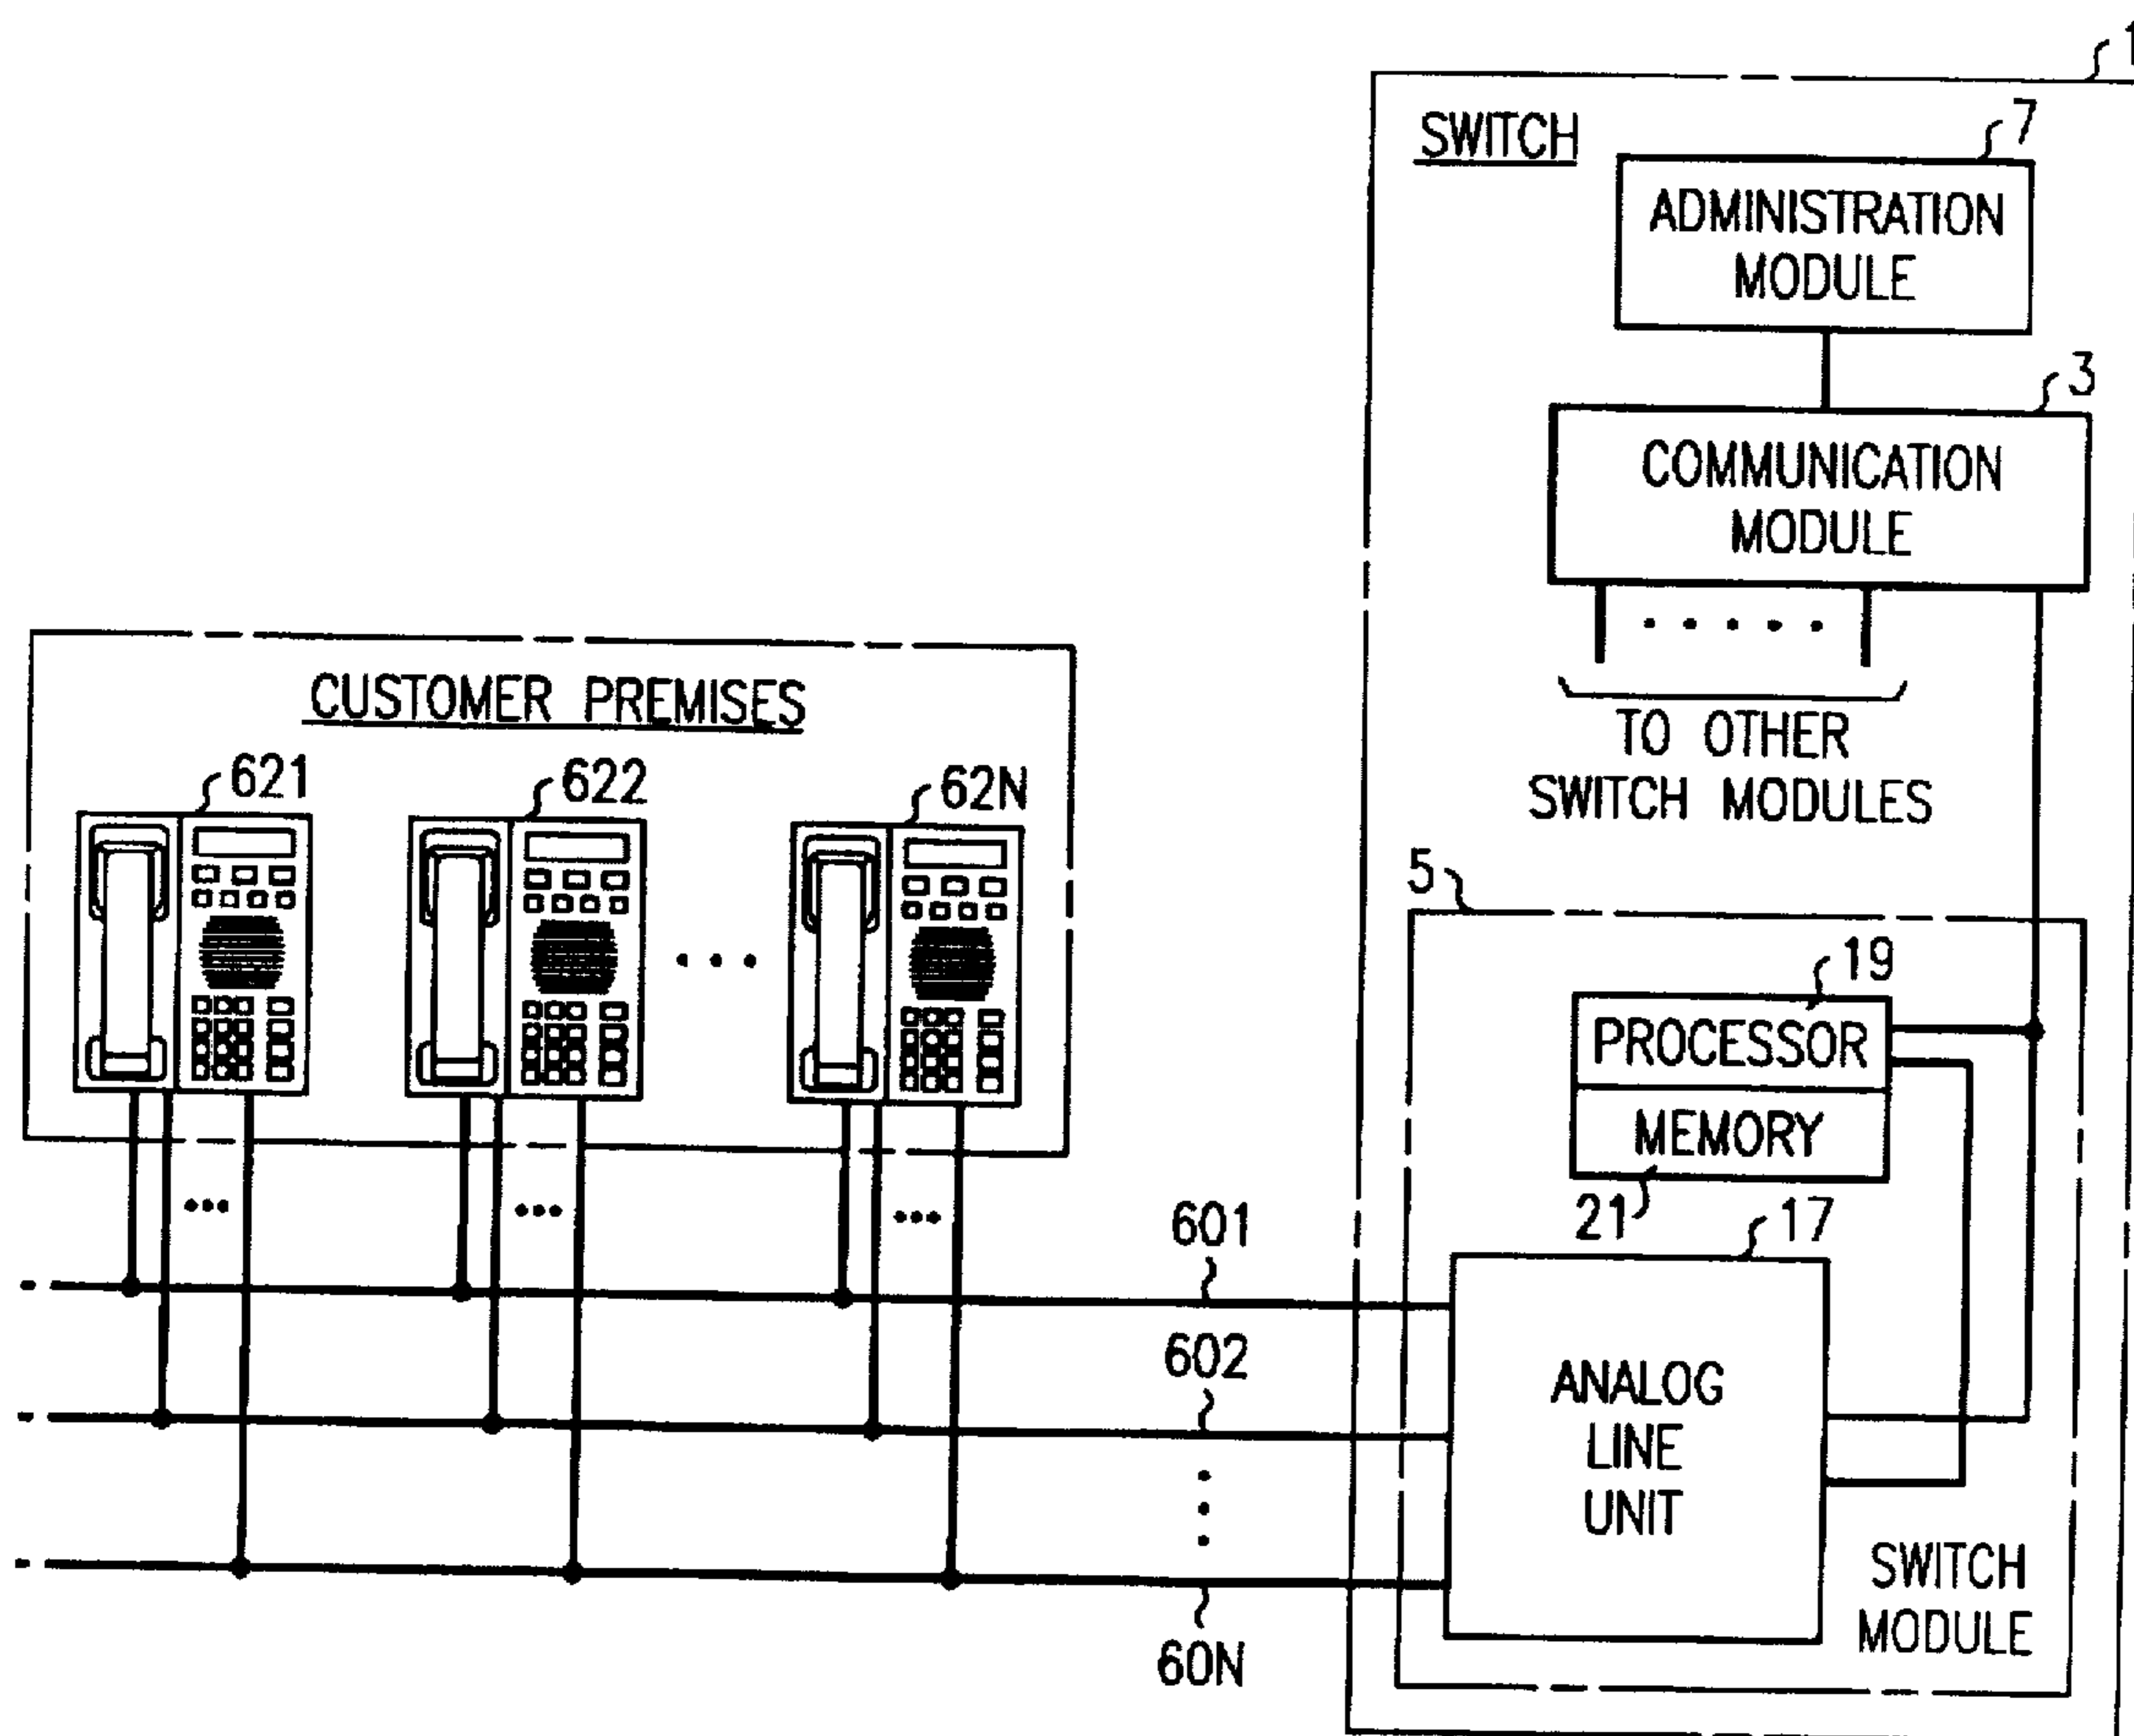 1
SWITCH
7
ADMINISTRATION
MODULE
3
COMMUNICATION
MODULE
TO OTHER
SWITCH MODULES
CUSTOMER PREMISES
621
622
62N
5
19
PROCESSOR
MEMORY
21
17
601
602
ANALOG
LINE
UNIT
SWITCH
MODULE
60N